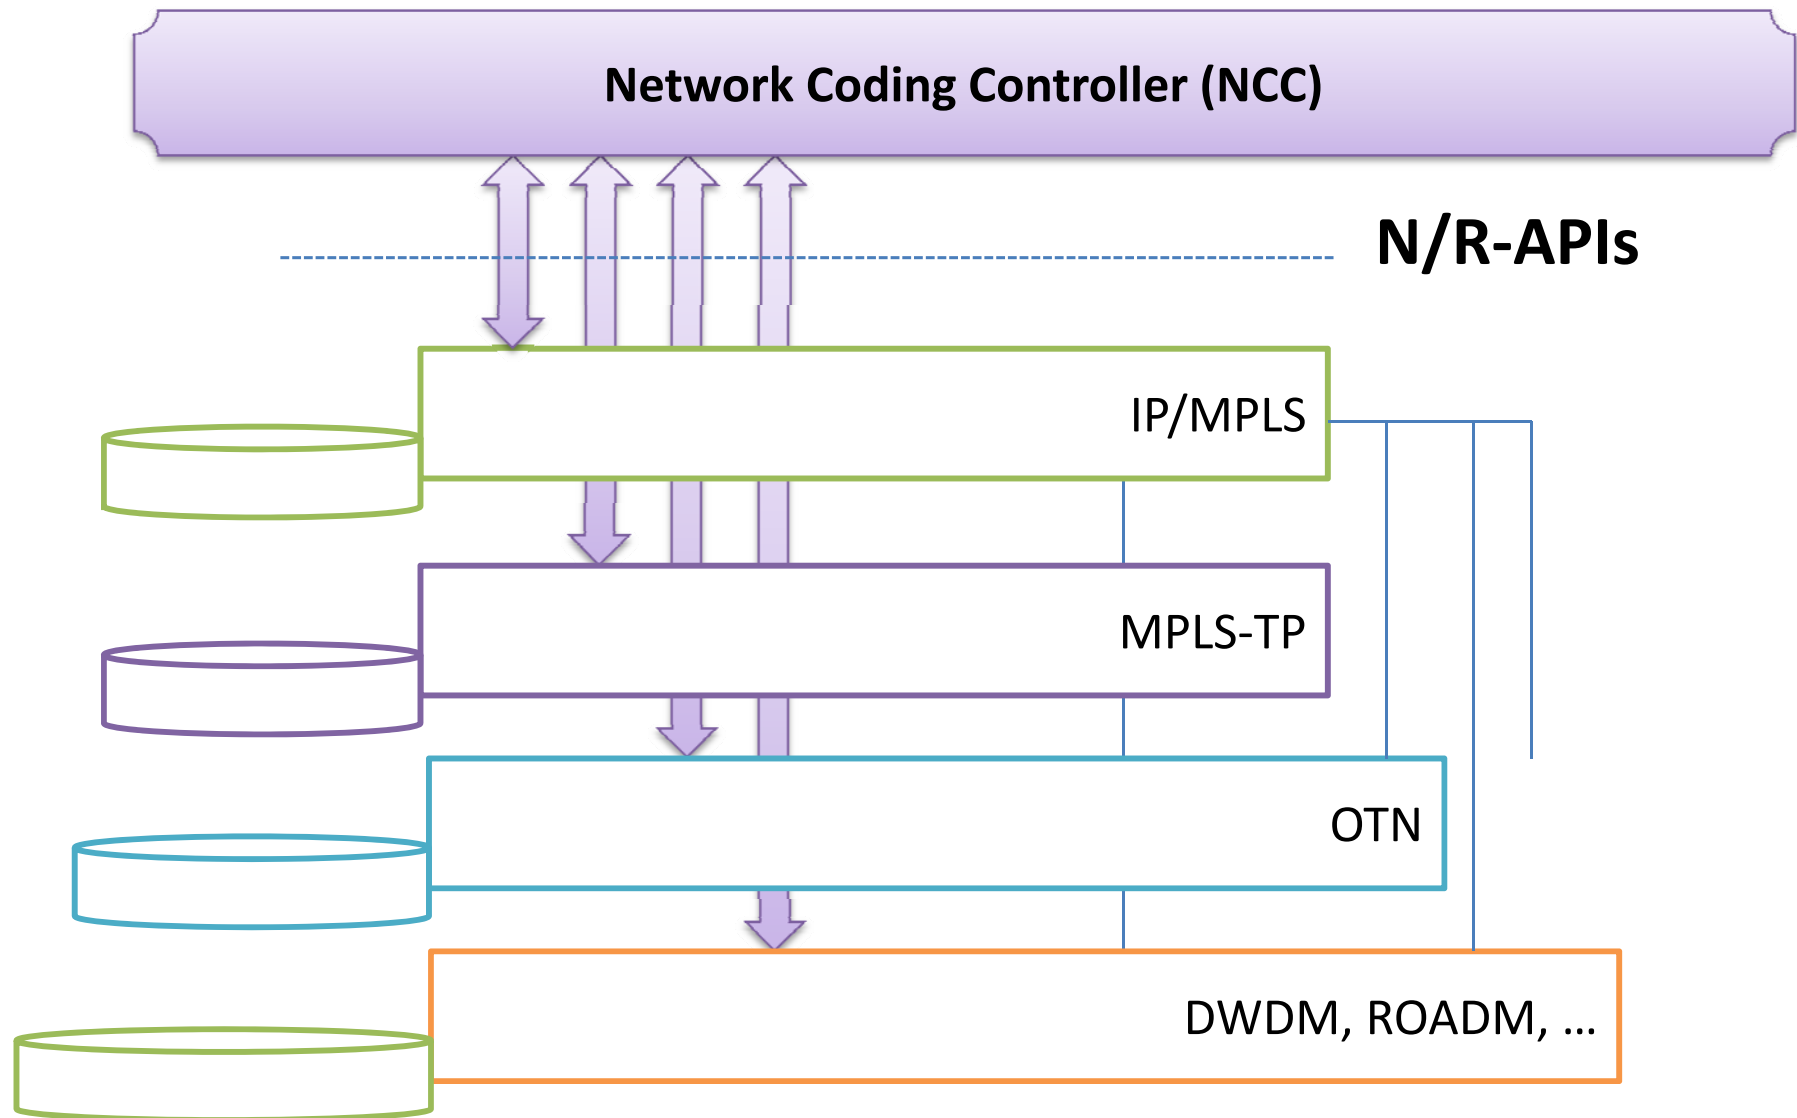 Network Coding Controller (NCC)
N/R-APIs
IP/MPLS
MPLS-TP
OTN
DWDM, ROADM, ...